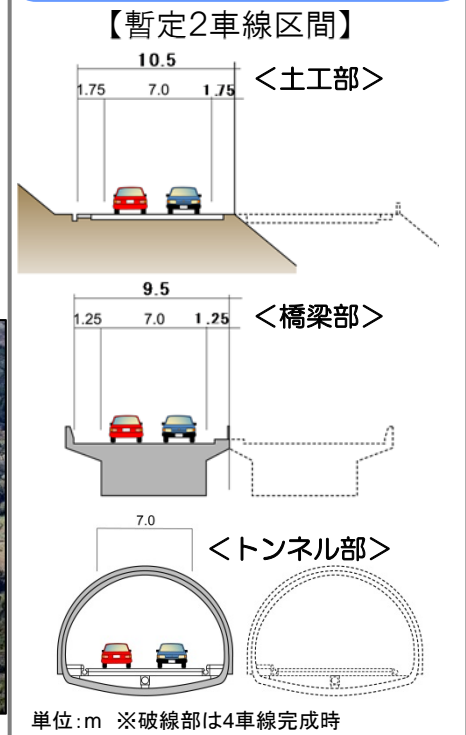 【暫定2車線区間】
10.5
<土工部>
1.75 7.0 1.75
9.5
<橋梁部>
1.25 7.0 1.25
7.0
<トンネル部>
単位:m ※破線部は4車線完成時